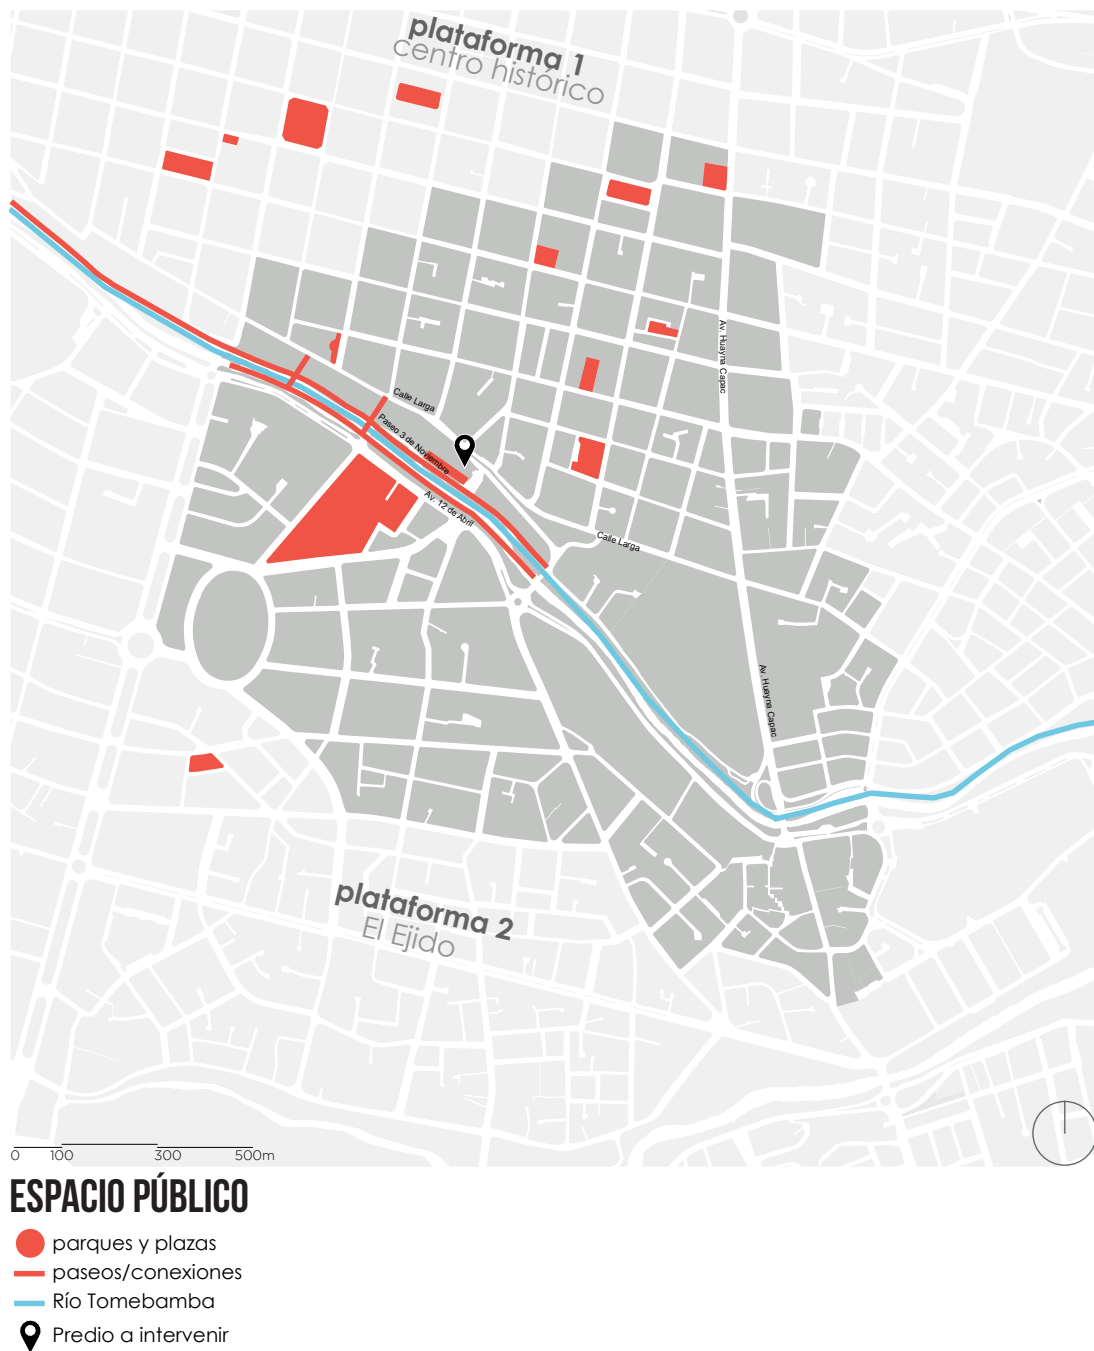 plataforma 1
centro histórico
Av. Huayna Capac
Calle Larga
Paseo 3 de Noviembre
Av. 12 de Abril
Calle Larga
Av. Huayna Capac
plataforma 2
El Ejido
0 100 300 500m
ESPACIO PÚBLICO
parques y plazas
paseos/conexiones
Río Tomebamba
Predio a intervenir